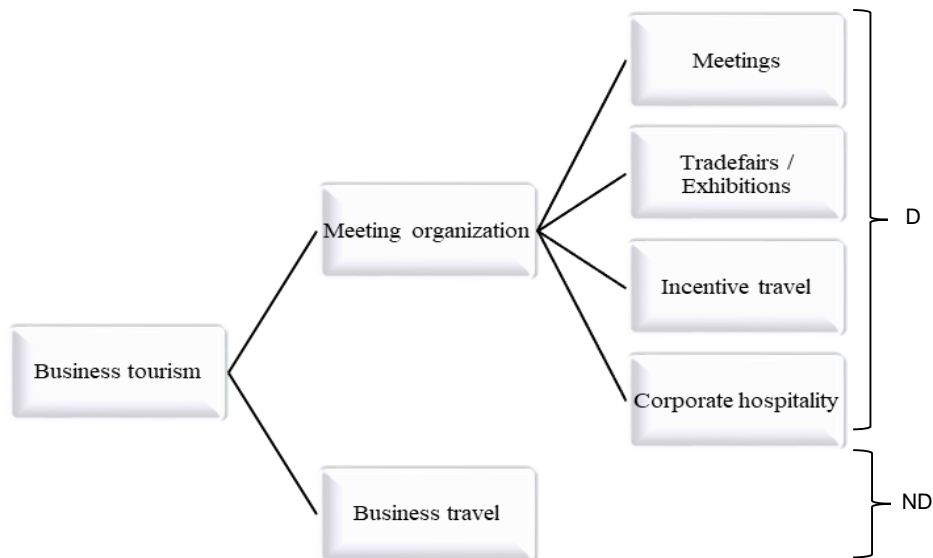 Meetings
Tradefairs /
Exhibitions
D
Meeting organization
Incentive travel
Business tourism
Corporate hospitality
ND
Business travel